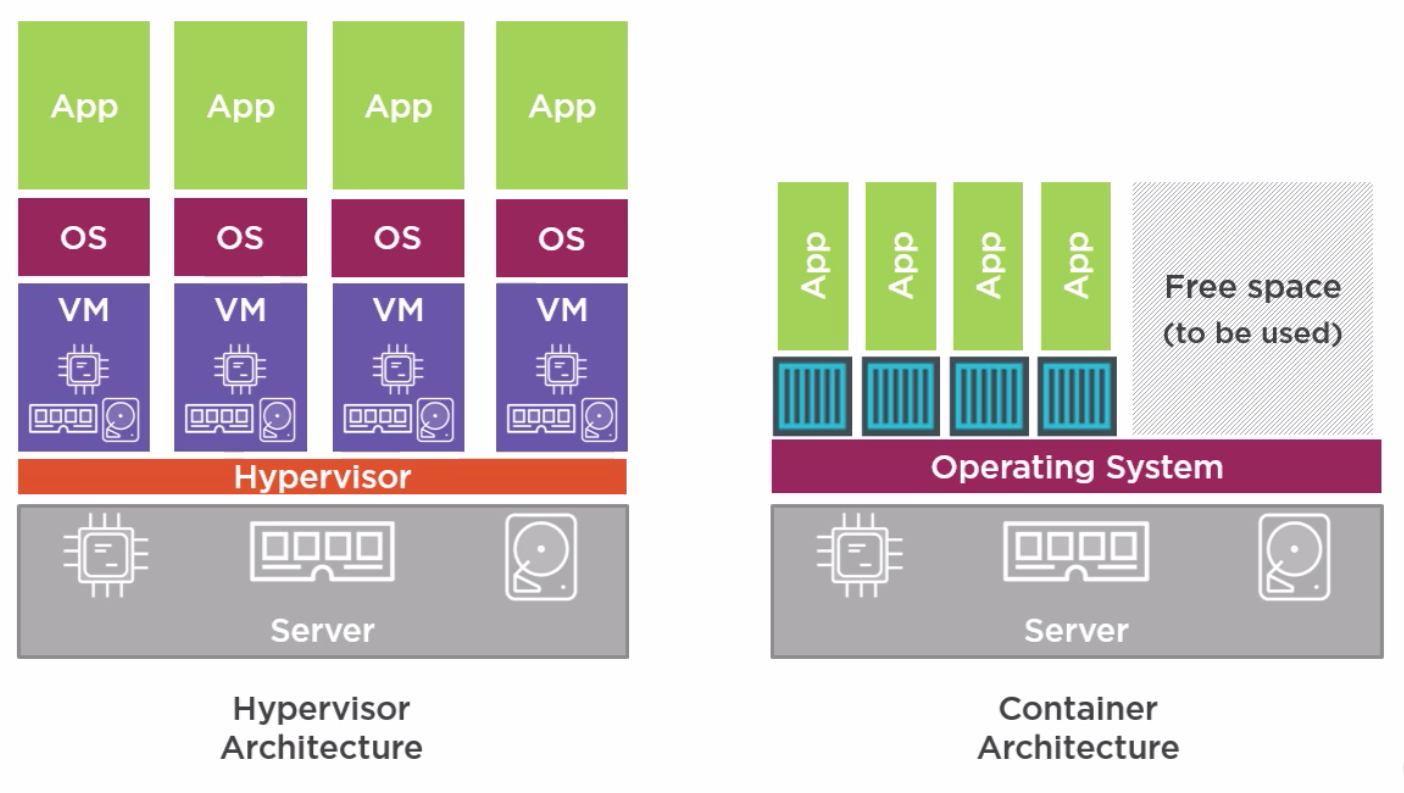 App App App App
OS OS OS OS
VM VM VM VM
Hypervisor
Server
Hypervisor
Architecture
App App App App
Free space
(to be used)
Operating System
Server
Container
Architecture